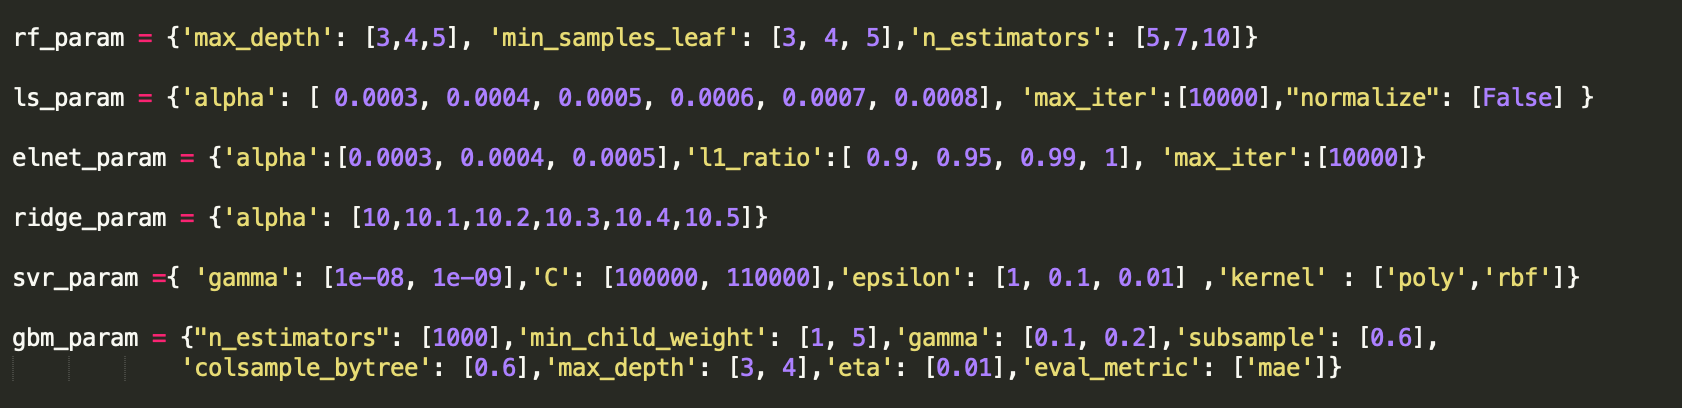 rf_param = {'max_depth': [3,4,5], 'min_samples_leaf': [3, 4, 5],'n_estimators': [5,7,10]}
ls_param = {'alpha': [ 0.0003, 0.0004, 0.0005, 0.0006, 0.0007, 0.0008], 'max_iter':[10000],"normalize": [False] }
elnet_param = {'alpha':[0.0003, 0.0004, 0.0005],'l1_ratio':[ 0.9, 0.95, 0.99, 1], 'max_iter':[10000]}
ridge_param = {'alpha': [10,10.1,10.2,10.3,10.4,10.5]}
svr_param ={ 'gamma': [1e-08, 1e-09],'C': [100000, 110000],'epsilon': [1, 0.1, 0.01] ,'kernel' : ['poly','rbf']}
gbm_param = {"n_estimators": [1000],'min_child_weight': [1, 5],'gamma': [0.1, 0.2],'subsample': [0.6],
            'colsample_bytree': [0.6],'max_depth': [3, 4],'eta': [0.01],'eval_metric': ['mae']}